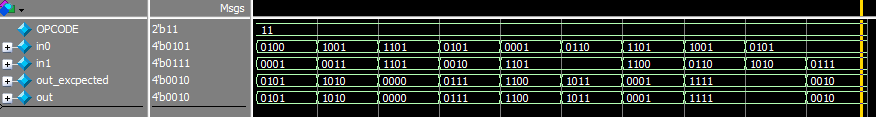 Msgs
OPCODE 2'b11 11
in0 4'b0101 0100 1001 1101 0101 0001 0110 1101 1001 0101
in1 4'b0111 0001 0011 1101 0010 1101 1100 0110 1010 0111
out_excpected 4'b0010 0101 1010 0000 0111 1100 1011 0001 1111 0010
out 4'b0010 0101 1010 0000 0111 1100 1011 0001 1111 0010